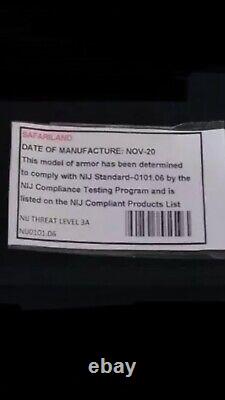 SAFARILAND
DATE OF MANUFACTURE: NOV-20
This model of armor has been determined
to comply with NIJ Standard–0101.06 by the
NIJ Compliance Testing Program and is
listed on the NIJ Compliant Products List
NIJ THREAT LEVEL 3A
NIJ0101.06
ebay